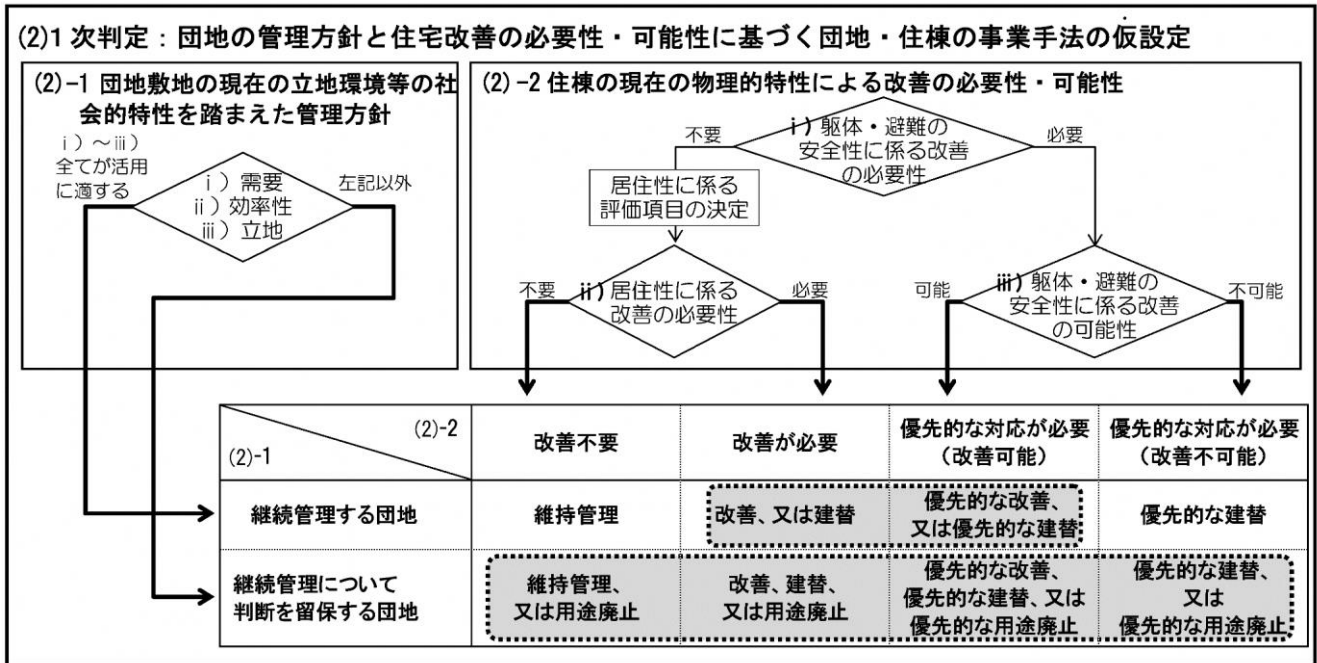 (2)1次判定：団地の管理方針と住宅改善の必要性・可能性に基づく団地・住棟の事業手法の仮設定
(2)-1 団地敷地の現在の立地環境等の社
会的特性を踏まえた管理方針
ⅰ）～ⅲ）
全てが活用
に適する
ⅰ）需要
ⅱ）効率性
ⅲ）立地
左記以外
(2)-2 住棟の現在の物理的特性による改善の必要性・可能性
不要
ⅰ）躯体・避難の
安全性に係る改善
の必要性
必要
居住性に係る
評価項目の決定
不要
ⅱ）居住性に係る
改善の必要性
必要
可能
ⅲ）躯体・避難の
安全性に係る改善
の可能性
不可能
(2)-2
(2)-1
改善不要
改善が必要
優先的な対応が必要
（改善可能）
優先的な対応が必要
（改善不可能）
継続管理する団地
維持管理
改善、又は建替
優先的な改善、
又は優先的な建替
優先的な建替
継続管理について
判断を留保する団地
維持管理、
又は用途廃止
改善、建替、
又は用途廃止
優先的な改善、
優先的な建替、又は
優先的な用途廃止
優先的な建替、
又は
優先的な用途廃止